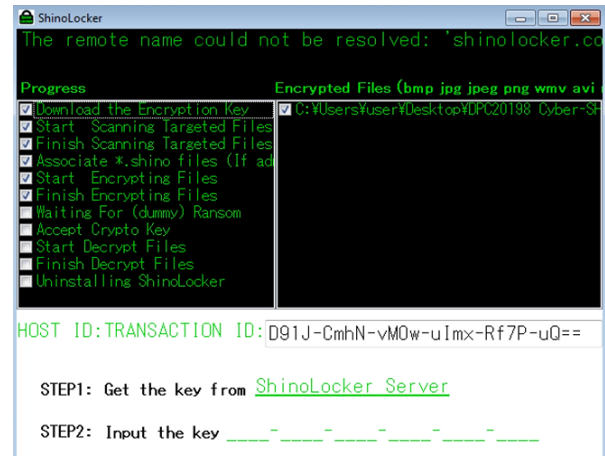 ShinoLocker
The remote name could not be resolved: 'shinolocker.co
Progress
Encrypted Files (bmp jpg jpeg png wmv avi
Download the Encryption Key
Start Scanning Targeted Files
Finish Scanning Targeted Files
Associate *.shino files (If ad
Start Encrypting Files
Finish Encrypting Files
Waiting For (dummy) Ransom
Accept Crypto Key
Start Decrypt Files
Finish Decrypt Files
Uninstalling ShinoLocker
C:¥Users¥user¥Desktop¥DPC20198 Cyber-SH
HOST ID:TRANSACTION ID: D91J-CmhN-vMOw-uImx-Rf7P-uQ==
STEP1: Get the key from ShinoLocker Server
STEP2: Input the key ____-____-____-____-____-____